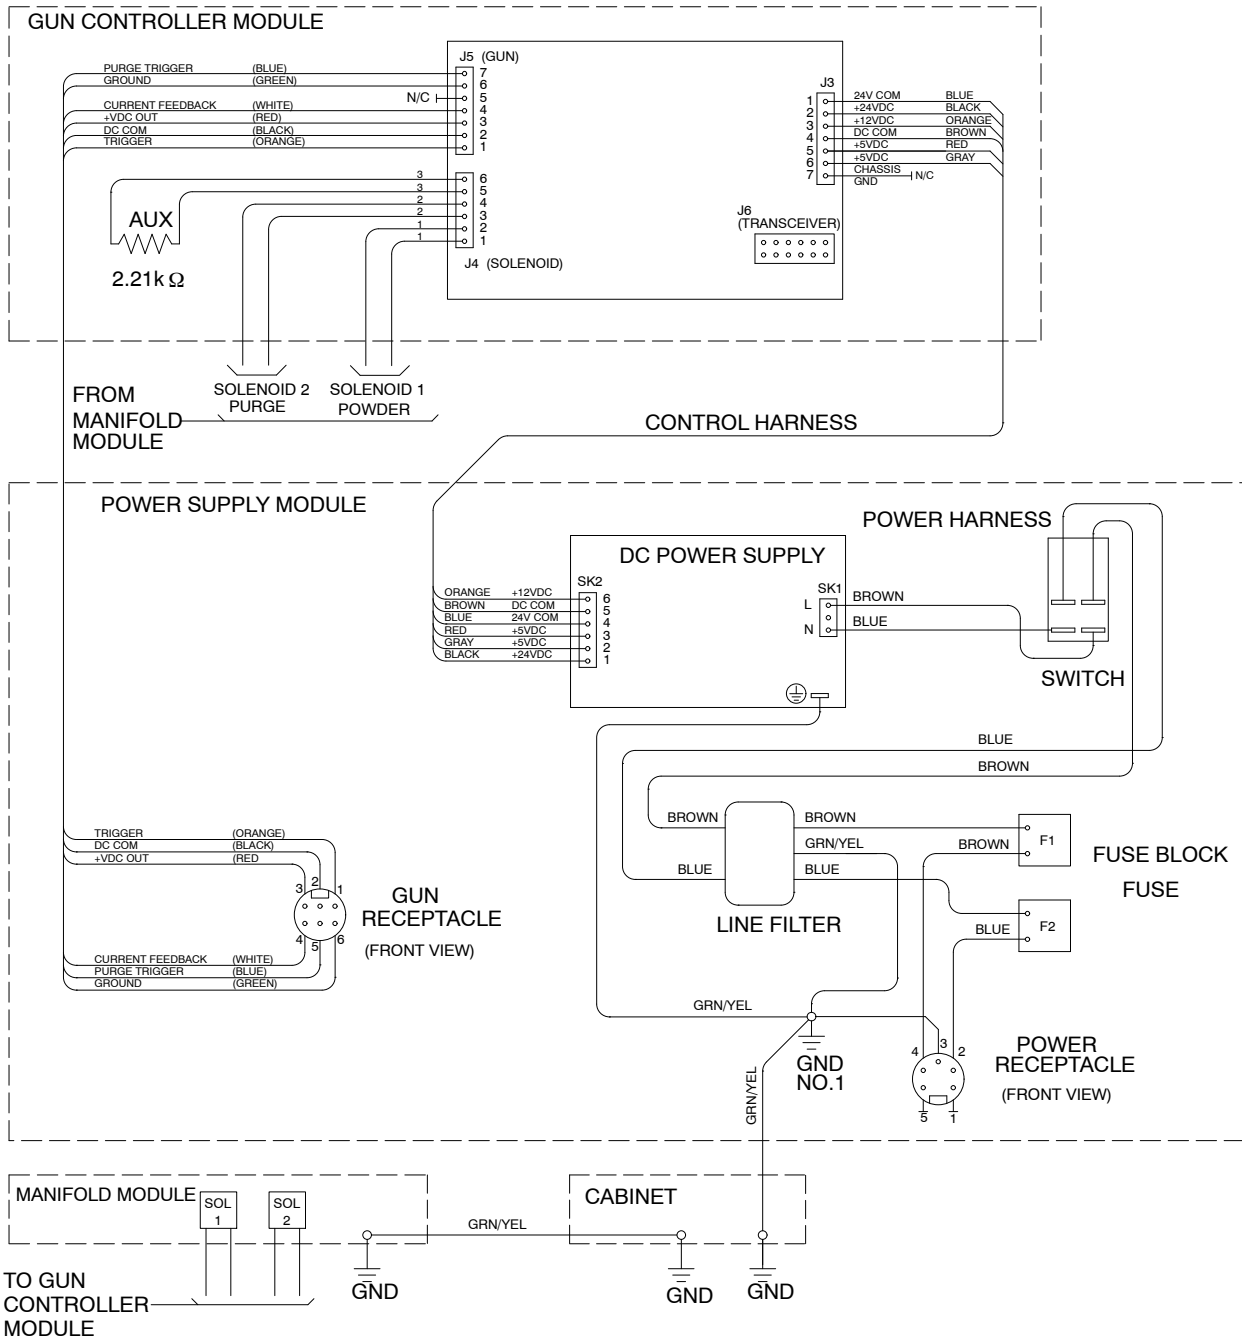 GUN CONTROLLER MODULE
J5 (GUN)
PURGE TRIGGER (BLUE) 7
GROUND (GREEN) 6
N/C 5
CURRENT FEEDBACK (WHITE) 4
+VDC OUT (RED) 3
DC COM (BLACK) 2
TRIGGER (ORANGE) 1
J3
1 24V COM BLUE
2 +24VDC BLACK
3 +12VDC ORANGE
4 DC COM BROWN
5 +5VDC RED
6 +5VDC GRAY
7 CHASSIS GND N/C
3 6
3 5
2 4
2 3
1 2
1 1
J4 (SOLENOID)
AUX
2.21k Ω
J6
(TRANSCEIVER)
SOLENOID 2
PURGE
SOLENOID 1
POWDER
FROM
MANIFOLD
MODULE
CONTROL HARNESS
POWER SUPPLY MODULE
POWER HARNESS
DC POWER SUPPLY
SK2
ORANGE +12VDC 6
BROWN DC COM 5
BLUE 24V COM 4
RED +5VDC 3
GRAY +5VDC 2
BLACK +24VDC 1
SK1
L BROWN
N BLUE
SWITCH
BLUE
BROWN
BROWN
BLUE
LINE FILTER
BROWN
GRN/YEL
BLUE
BROWN
F1
BLUE
F2
FUSE BLOCK
FUSE
TRIGGER (ORANGE)
DC COM (BLACK)
+VDC OUT (RED
3 2 1
4 5 6
GUN
RECEPTACLE
(FRONT VIEW)
CURRENT FEEDBACK (WHITE)
PURGE TRIGGER (BLUE)
GROUND (GREEN)
GRN/YEL
GND
NO.1
GRN/YEL
4 3 2
5 1
POWER
RECEPTACLE
(FRONT VIEW)
MANIFOLD MODULE
SOL
1
SOL
2
GRN/YEL
CABINET
GND
GND
GND
TO GUN
CONTROLLER
MODULE